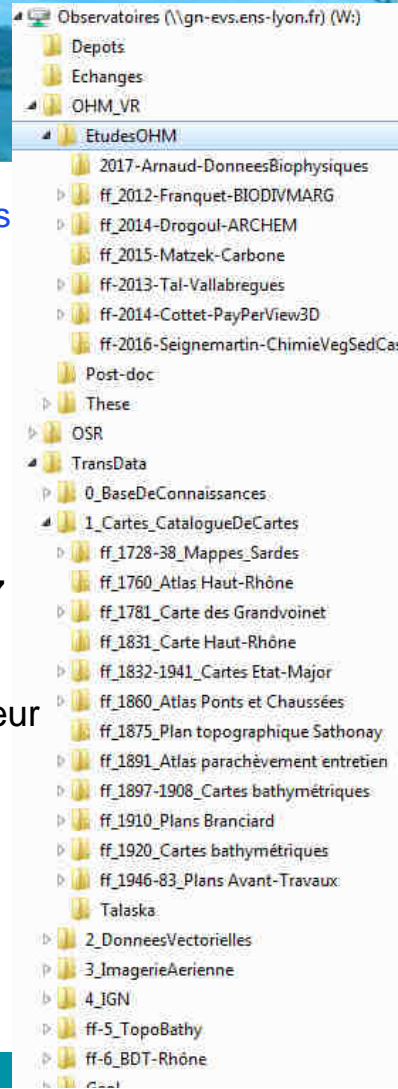 Observatoires (\\gn-evs.ens-lyon.fr) (W:)
Depots
Echanges
OHM_VR
EtudesOHM
2017-Arnaud-DonneesBiophysiques
s
ff_2012-Franquet-BIODIVMARG
ff_2014-Drogoul-ARCHEM
ff_2015-Matzek-Carbone
ff-2013-Tal-Vallabregues
ff-2014-Cottet-PayPerView3D
ff-2016-Seignemartin-ChimieVegSedCas
Post-doc
These
OSR
TransData
0_BaseDeConnaissances
1_Cartes_CatalogueDeCartes
ff_1728-38_Mappes_Sardes
ff_1760_Atlas Haut-Rhône
ff_1781_Carte des Grandvoinet
ff_1831_Carte Haut-Rhône
ff_1832-1941_Cartes Etat-Major
eur
ff_1860_Atlas Ponts et Chaussées
ff_1875_Plan topographique Sathonay
ff_1891_Atlas parachèvement entretien
ff_1897-1908_Cartes bathymétriques
ff_1910_Plans Branciard
ff_1920_Cartes bathymétriques
ff_1946-83_Plans Avant-Travaux
Talaska
2_DonneesVectorielles
3_ImagerieAerienne
4_IGN
ff-5_TopoBathy
ff-6_BDT-Rhône